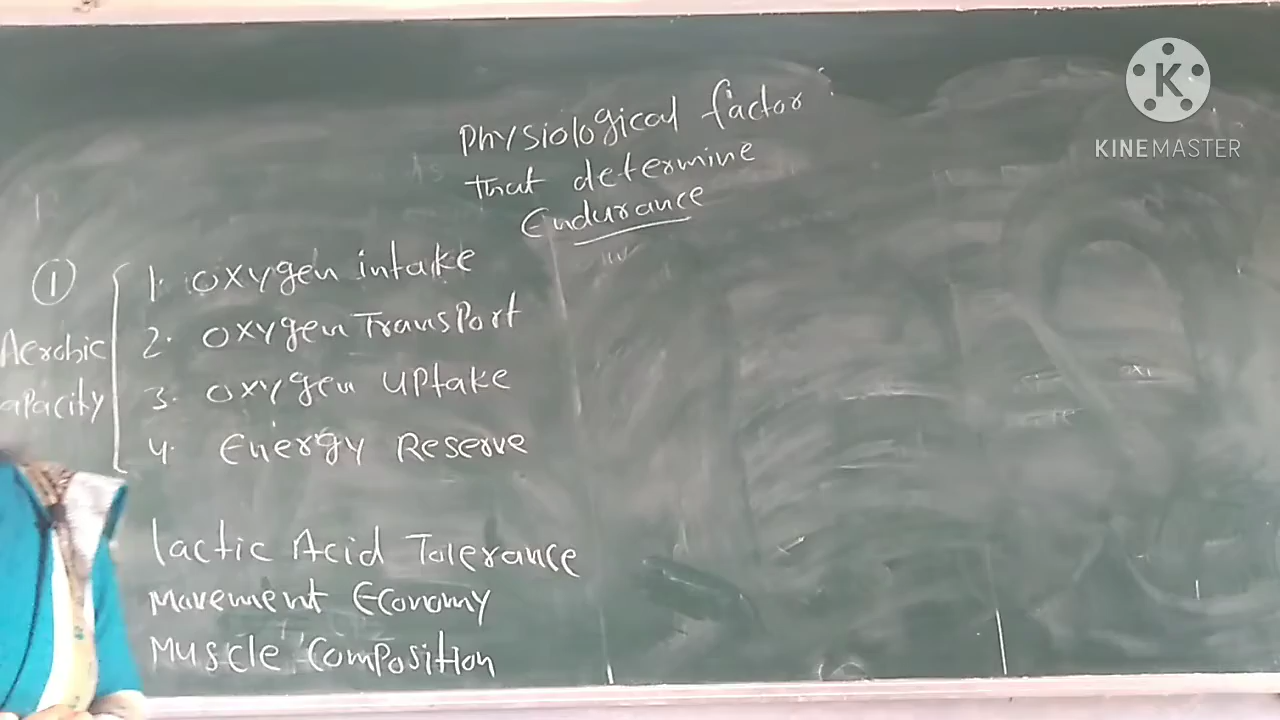 K
KINEMASTER
Physiological factor
that determine
Endurance
①
Aerobic
apacity
1. Oxygen intake
2. Oxygen Transport
3. Oxygen Uptake
4. Energy Reserve
lactic Acid Tolerance
Movement Economy
Muscle Composition